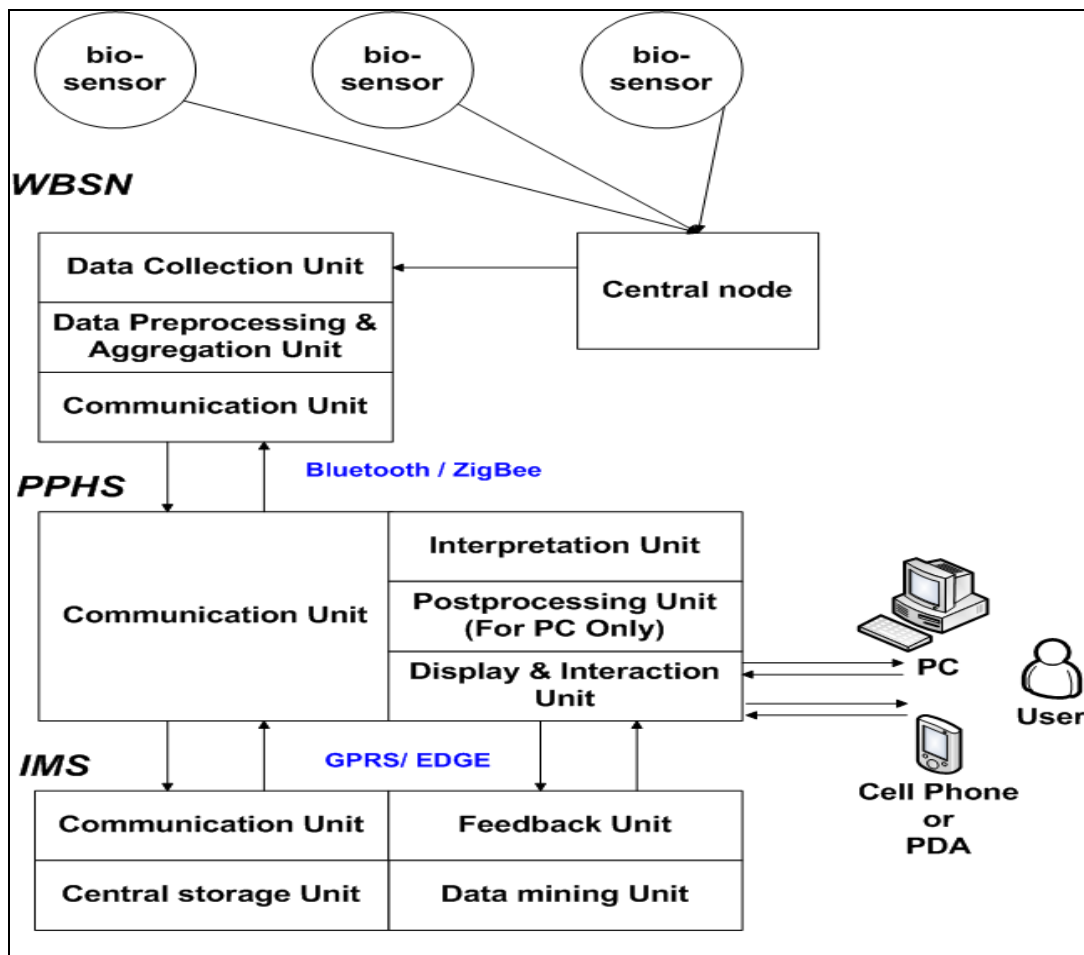 bio-
sensor
bio-
sensor
bio-
sensor
WBSN
Data Collection Unit
Data Preprocessing &
Aggregation Unit
Communication Unit
Central node
Bluetooth / ZigBee
PPHS
Communication Unit
Interpretation Unit
Postprocessing Unit
(For PC Only)
Display & Interaction
Unit
PC
User
Cell Phone
or
PDA
GPRS/ EDGE
IMS
Communication Unit
Feedback Unit
Central storage Unit
Data mining Unit